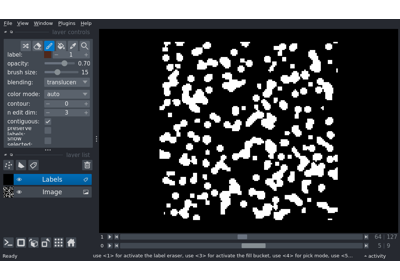 File View Window Plugins Help
layer controls
label: 1
opacity: 0.70
brush size: 15
blending: translucen
color mode: auto
contour: 0
n edit dim: 3
contiguous:
preserve
labels:
show
selected:
layer list
Labels
Image
0 64 127
1 5 9
Ready use <1> for activate the label eraser, use <3> for activate the fill bucket, use <4> for pick mode, use <5... activity